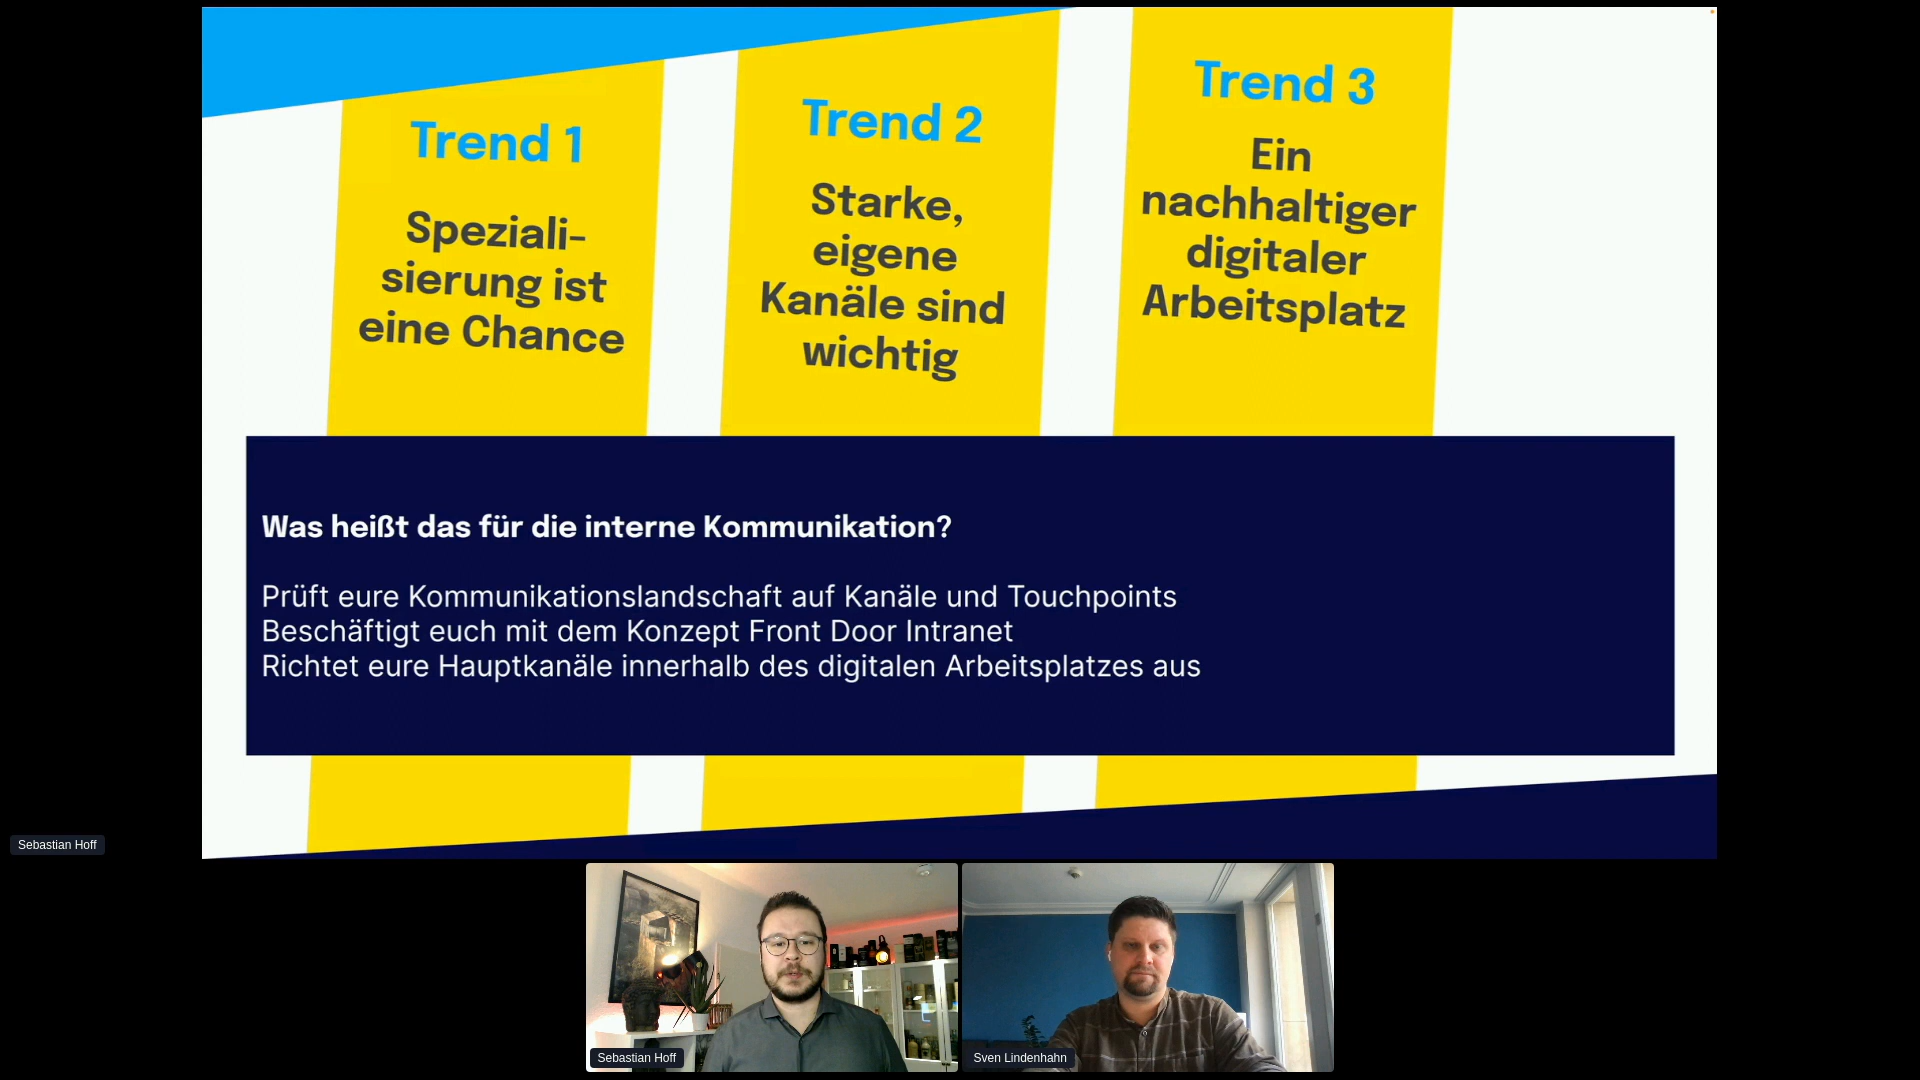 Trend 1
Speziali-
sierung ist
eine Chance
Trend 2
Starke,
eigene
Kanäle sind
wichtig
Trend 3
Ein
nachhaltiger
digitaler
Arbeitsplatz
Was heißt das für die interne Kommunikation?
Prüft eure Kommunikationslandschaft auf Kanäle und Touchpoints
Beschäftigt euch mit dem Konzept Front Door Intranet
Richtet eure Hauptkanäle innerhalb des digitalen Arbeitsplatzes aus
Sebastian Hoff
Sebastian Hoff
Sven Lindenhahn